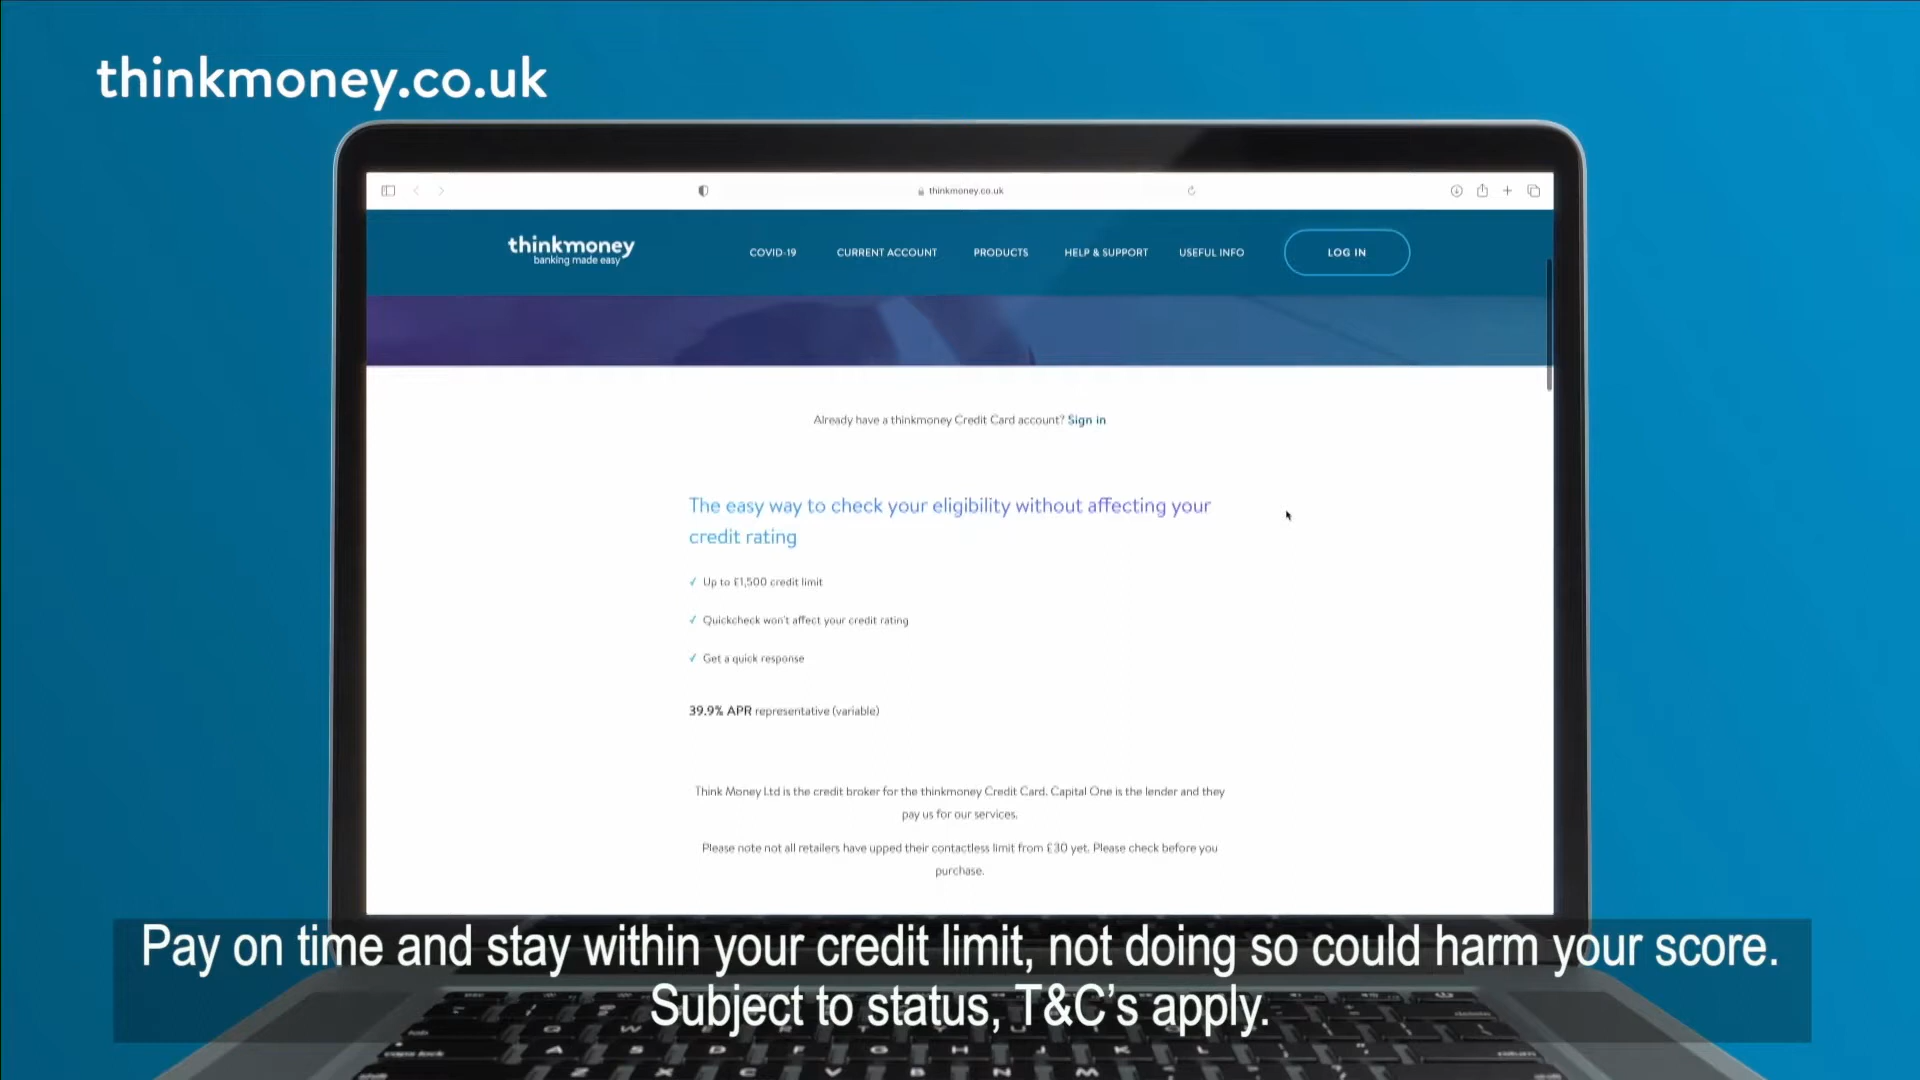 thinkmoney.co.uk
thinkmoney.co.uk
thinkmoney
banking made easy
COVID-19 CURRENT ACCOUNT PRODUCTS HELP & SUPPORT USEFUL INFO LOG IN
Already have a thinkmoney Credit Card account? Sign in
The easy way to check your eligibility without affecting your
credit rating
✓ Up to £1,500 credit limit
✓ Quickcheck won't affect your credit rating
✓ Get a quick response
39.9% APR representative (variable)
Think Money Ltd is the credit broker for the thinkmoney Credit Card. Capital One is the lender and they
pay us for our services.
Please note not all retailers have upped their contactless limit from £30 yet. Please check before you
purchase.
Pay on time and stay within your credit limit, not doing so could harm your score.
Subject to status, T&C's apply.